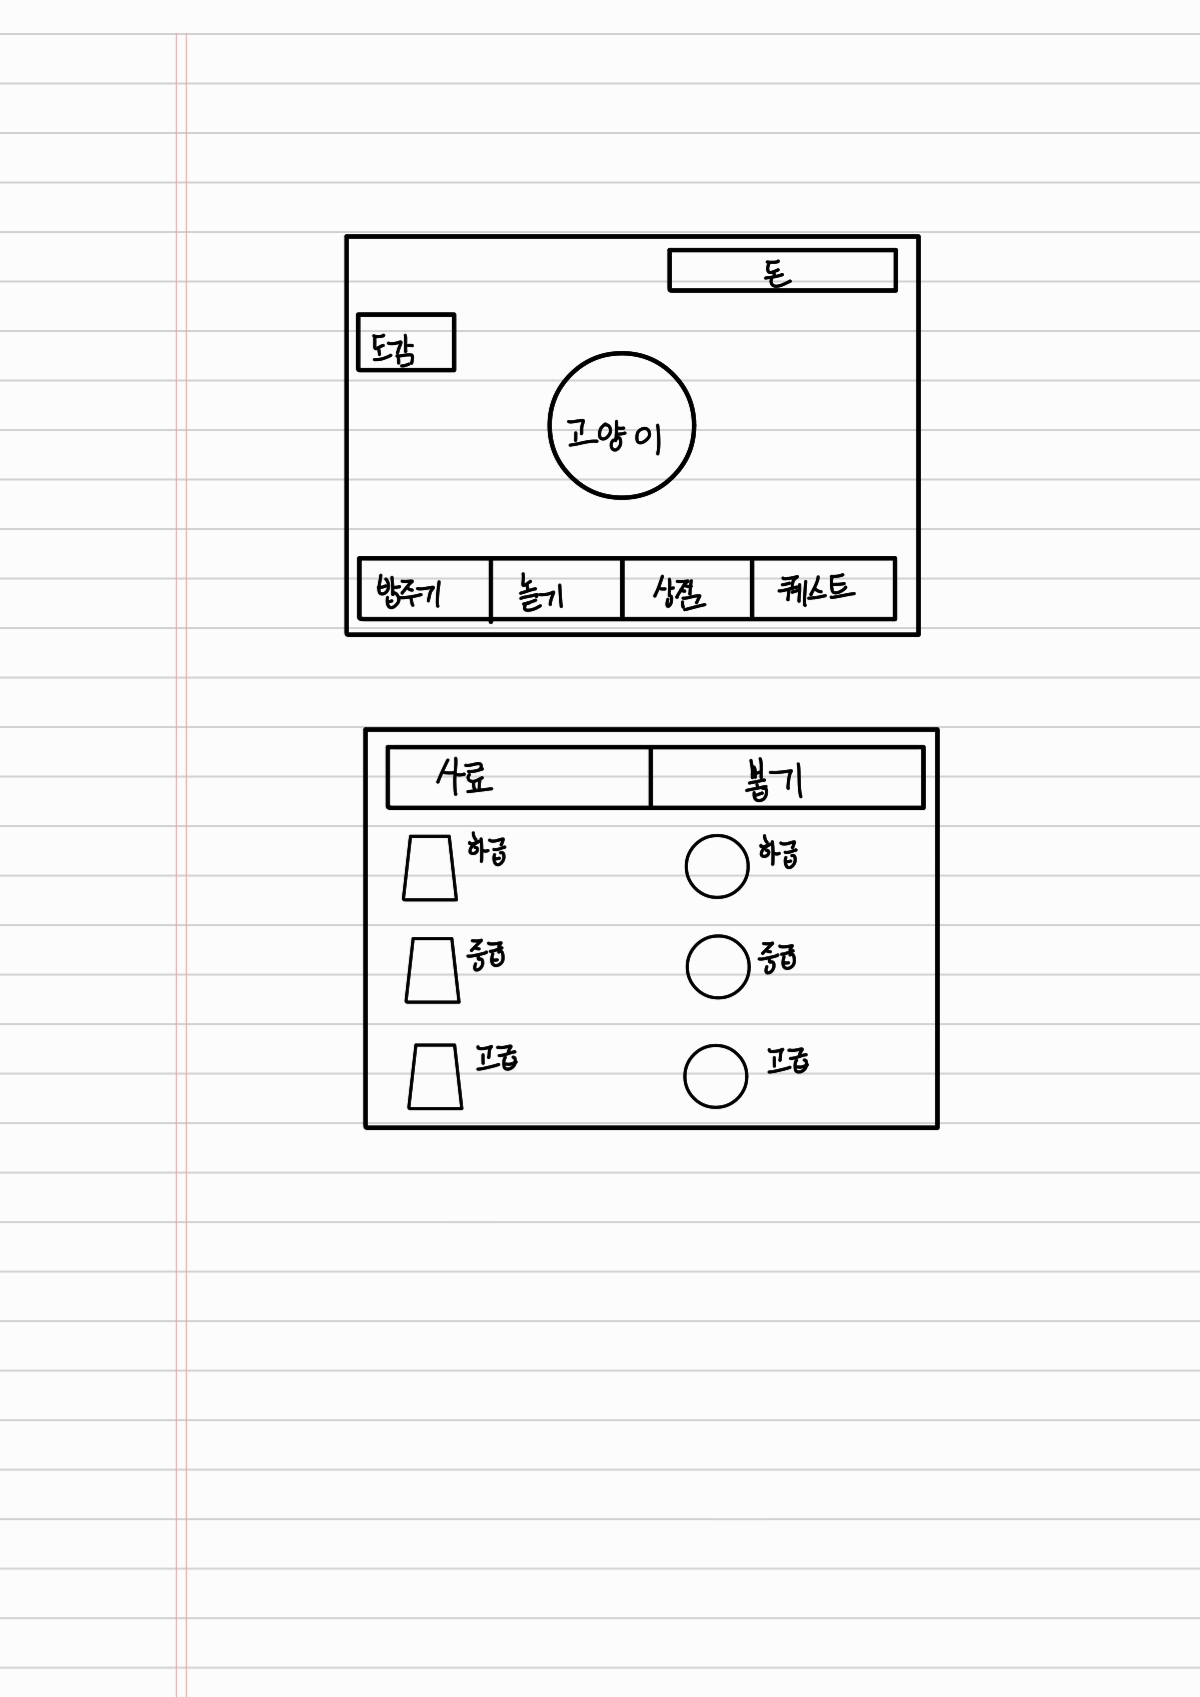 돈
도감
고양이
밥주기 놀기 상점 퀘스트
사료 뽑기
하급 하급
중급 중급
고급 고급